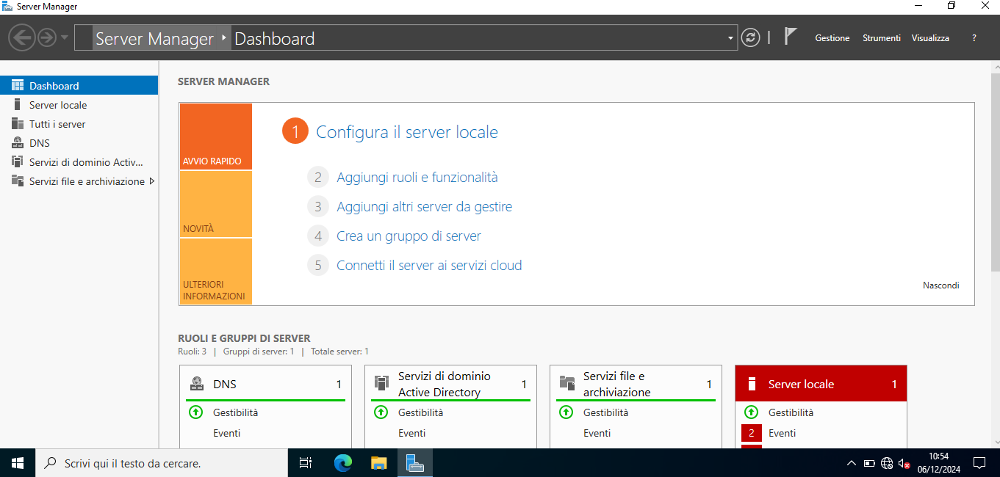 Server Manager
Server Manager ▸ Dashboard
Gestione Strumenti Visualizza ?
Dashboard
Server locale
Tutti i server
DNS
Servizi di dominio Activ...
Servizi file e archiviazione
SERVER MANAGER
AVVIO RAPIDO
NOVITÀ
ULTERIORI
INFORMAZIONI
1 Configura il server locale
2 Aggiungi ruoli e funzionalità
3 Aggiungi altri server da gestire
4 Crea un gruppo di server
5 Connetti il server ai servizi cloud
Nascondi
RUOLI E GRUPPI DI SERVER
Ruoli: 3 | Gruppi di server: 1 | Totale server: 1
DNS 1
Gestibilità
Eventi
Servizi di dominio
Active Directory 1
Gestibilità
Eventi
Servizi file e
archiviazione 1
Gestibilità
Eventi
Server locale 1
Gestibilità
2 Eventi
Scrivi qui il testo da cercare.
10:54
06/12/2024